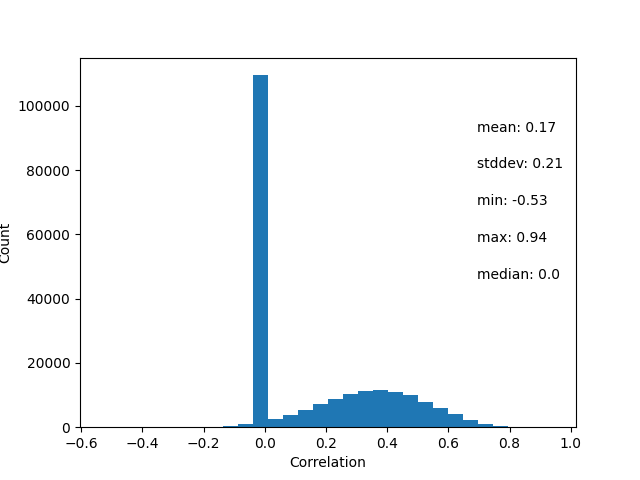 100000
80000
60000
40000
20000
0
Count
mean: 0.17
stddev: 0.21
min: -0.53
max: 0.94
median: 0.0
−0.6 −0.4 −0.2 0.0 0.2 0.4 0.6 0.8 1.0
Correlation